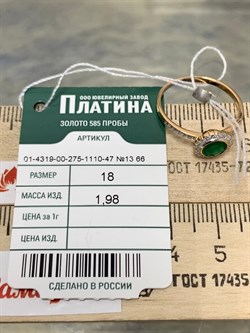 ООО ЮВЕЛИРНЫЙ ЗАВОД
ПЛАТИНА
ЗОЛОТО 585 ПРОБЫ
АРТИКУЛ
01-4319-00-275-1110-47 №13 66
РАЗМЕР 18
МАССА ИЗД. 1,98
ЦЕНА за 1г
ЦЕНА ИЗД.
СДЕЛАНО В РОССИИ
ГОСТ 17435-72
4 5
ГОСТ 17435